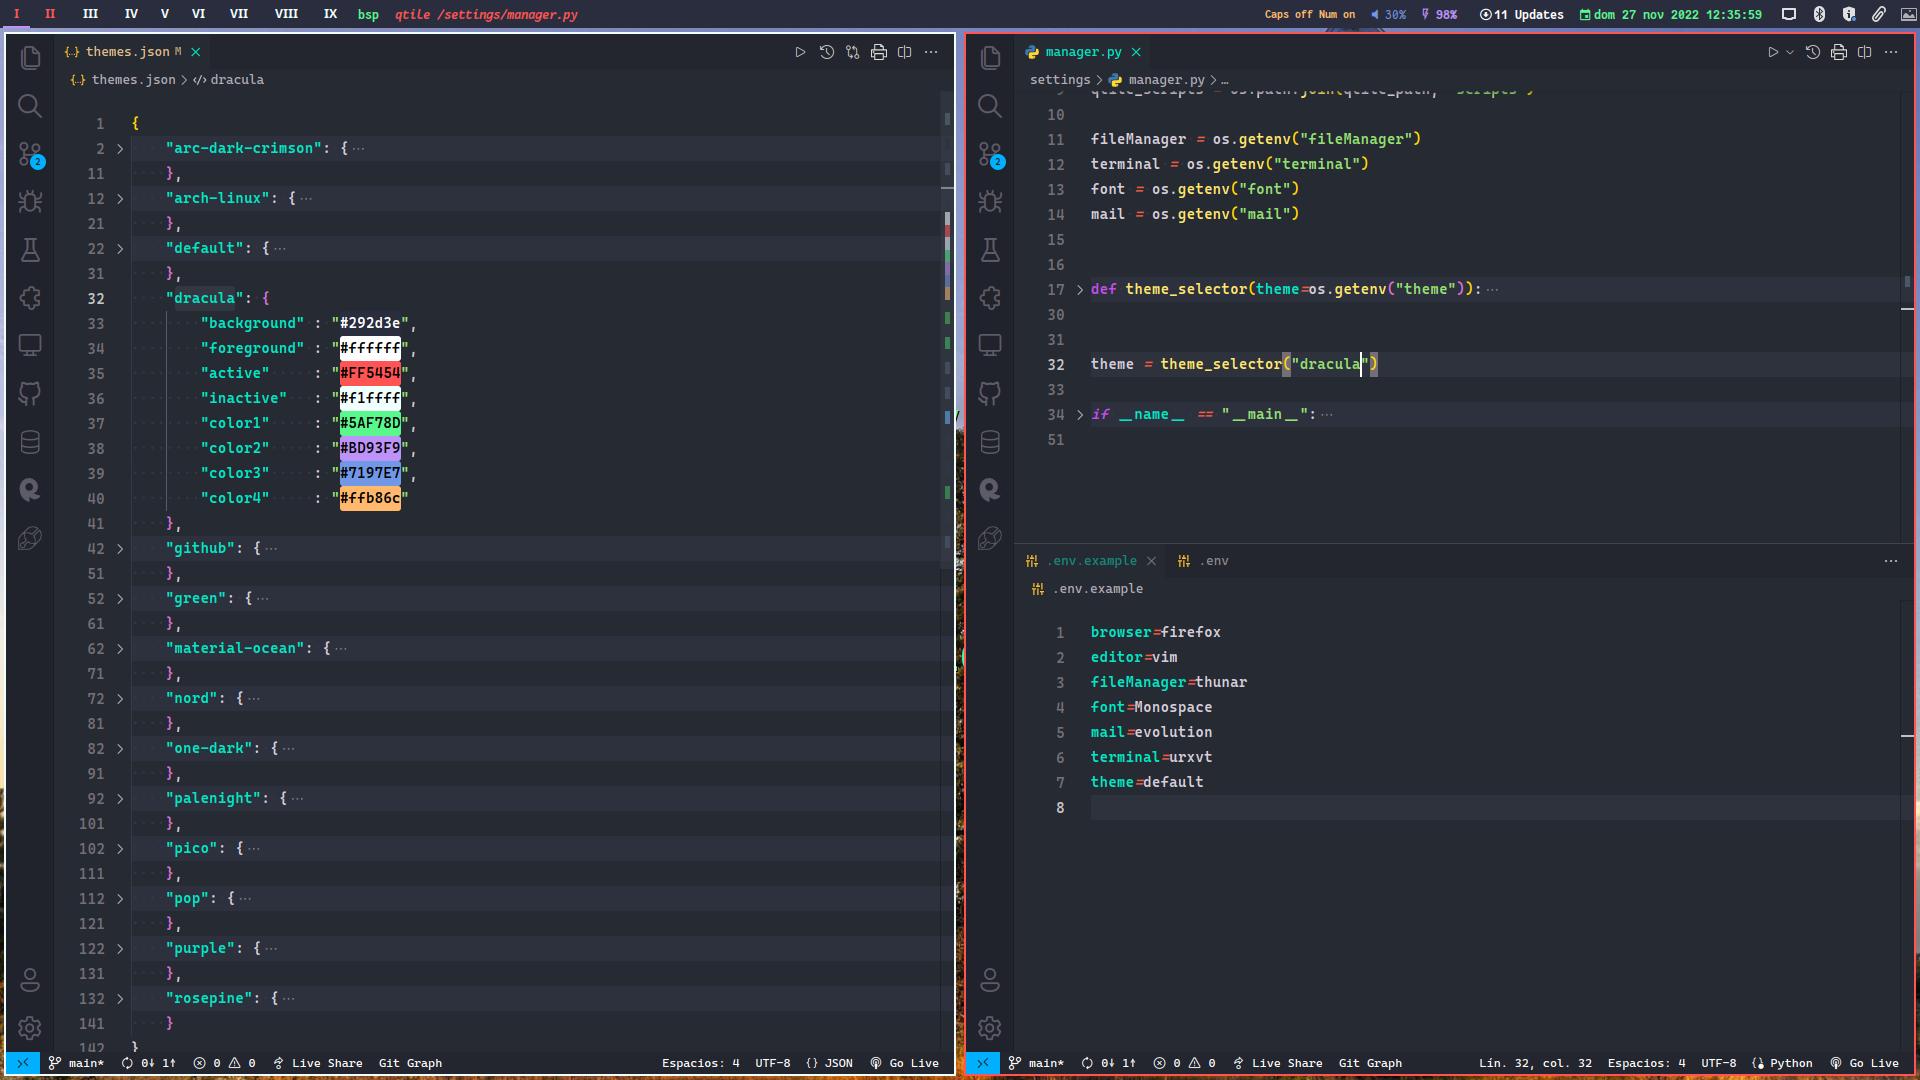 I II III IV V VI VII VIII IX bsp qtile /settings/manager.py Caps off Num on 30% 98% 11 Updates dom 27 nov 2022 12:35:59
{..} themes.json M
{..} themes.json > dracula
1 {
2 "arc-dark-crimson": { ···
11 },
12 "arch-linux": { ···
21 },
22 "default": { ···
31 },
32 "dracula": {
33 "background" : "#292d3e",
34 "foreground" : "#ffffff",
35 "active" : "#FF5454",
36 "inactive" : "#f1ffff",
37 "color1" : "#5AF78D",
38 "color2" : "#BD93F9",
39 "color3" : "#7197E7",
40 "color4" : "#ffb86c"
41 },
42 "github": { ···
51 },
52 "green": { ···
61 },
62 "material-ocean": { ···
71 },
72 "nord": { ···
81 },
82 "one-dark": { ···
91 },
92 "palenight": { ···
101 },
102 "pico": { ···
111 },
112 "pop": { ···
121 },
122 "purple": { ···
131 },
132 "rosepine": { ···
141 }
142 }
2
main* 0↓ 1↑ 0 0 Live Share Git Graph Espacios: 4 UTF-8 {} JSON Go Live
manager.py
settings > manager.py > ...
9 qtile_scripts = os.path.join(qtile_path, "scripts")
10
11 fileManager = os.getenv("fileManager")
12 terminal = os.getenv("terminal")
13 font = os.getenv("font")
14 mail = os.getenv("mail")
15
16
17 def theme_selector(theme=os.getenv("theme")): ···
30
31
32 theme = theme_selector("dracula")
33
34 if __name__ == "__main__": ···
51
2
.env.example .env
.env.example
1 browser=firefox
2 editor=vim
3 fileManager=thunar
4 font=Monospace
5 mail=evolution
6 terminal=urxvt
7 theme=default
8
main* 0↓ 1↑ 0 0 Live Share Git Graph Lín. 32, col. 32 Espacios: 4 UTF-8 Python Go Live